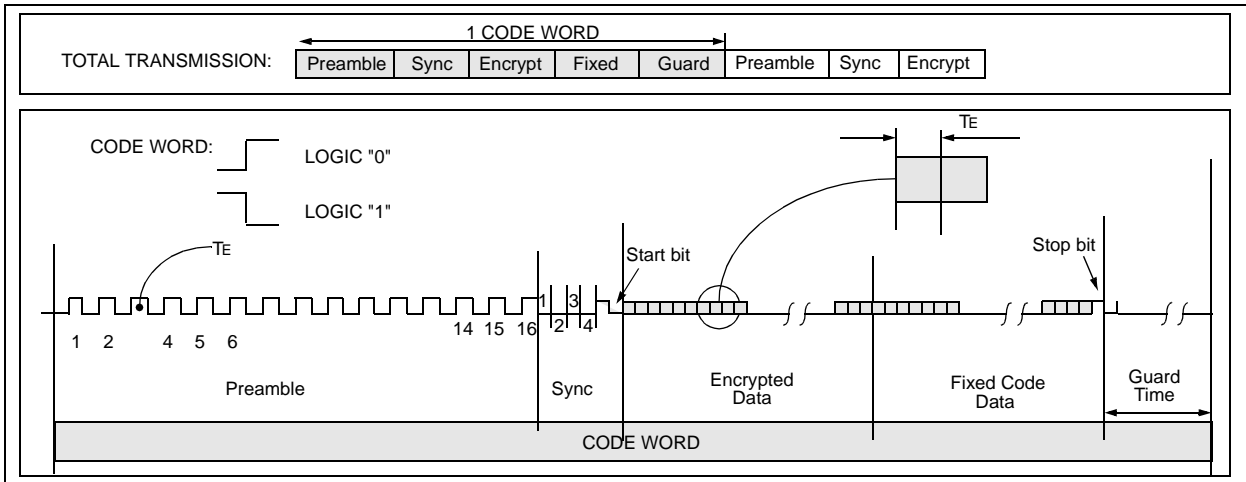 1 CODE WORD
TOTAL TRANSMISSION: Preamble Sync Encrypt Fixed Guard Preamble Sync Encrypt
TE
CODE WORD:
LOGIC "0"
LOGIC "1"
TE
Start bit
Stop bit
1 3
2 4
1 2 4 5 6 14 15 16
Preamble
Sync
Encrypted
Data
Fixed Code
Data
Guard
Time
CODE WORD